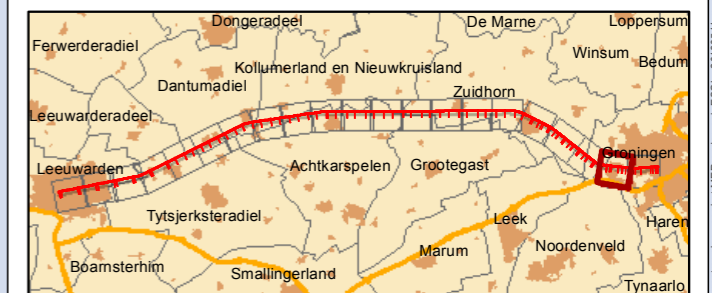 Dongeradeel
De Marne
Loppersum
Ferwerderadiel
Winsum
Bedum
Kollumerland en Nieuwkruisland
Dantumadiel
Zuidhorn
Leeuwarderadeel
Groningen
Leeuwarden
Achtkarspelen
Grootegast
Tytsjerksteradiel
Leek
Haren
Marum
Noordenveld
Boarnsterhim
Smallingerland
Tynaarlo